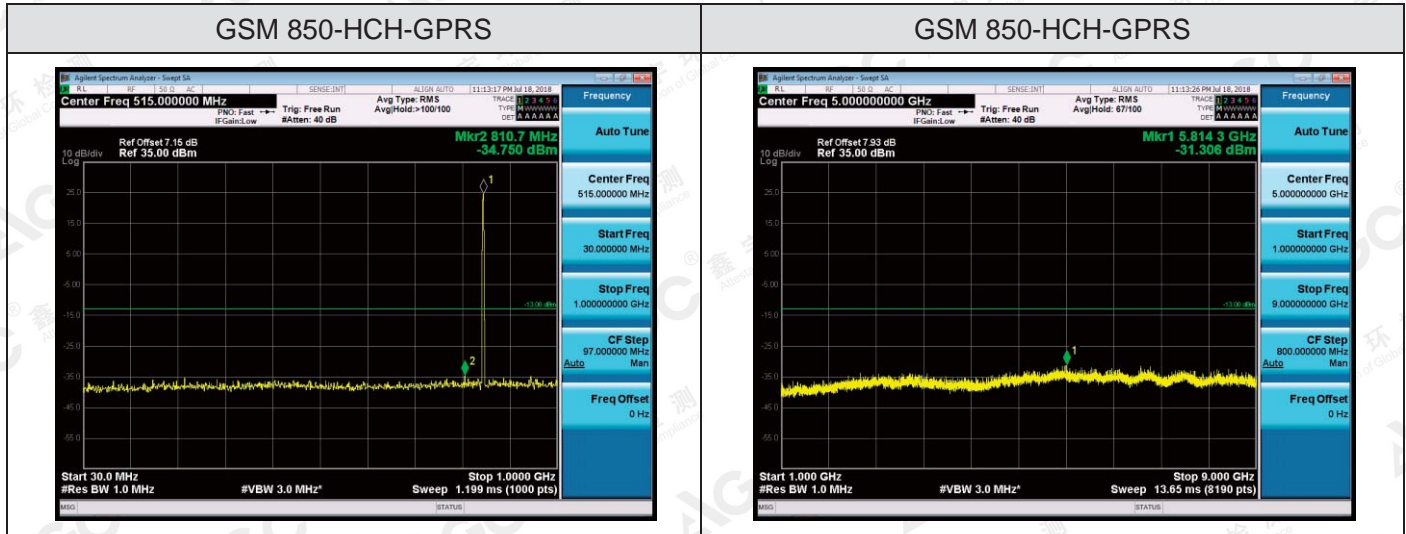 GSM 850-HCH-GPRS
Agilent Spectrum Analyzer - Swept SA
RL RF 50 Ω AC SENSE:INT ALIGN AUTO 11:13:17 PM Jul 18, 2018
Center Freq 515.000000 MHz
PNO: Fast
IFGain:Low
Trig: Free Run
#Atten: 40 dB
Avg Type: RMS
Avg|Hold:>100/100
TRACE 1 2 3 4 5 6
TYPE M W W W W W
DET A A A A A A
Ref Offset 7.15 dB
10 dB/div Ref 35.00 dBm
Log
Mkr2 810.7 MHz
-34.750 dBm
1
25.0
15.0
5.00
-5.00
-13.00 dBm
-15.0
-25.0
2
-35.0
-45.0
-55.0
Start 30.0 MHz Stop 1.0000 GHz
#Res BW 1.0 MHz #VBW 3.0 MHz* Sweep 1.199 ms (1000 pts)
MSG STATUS
Frequency
Auto Tune
Center Freq
515.000000 MHz
Start Freq
30.000000 MHz
Stop Freq
1.000000000 GHz
CF Step
97.000000 MHz
Auto Man
Freq Offset
0 Hz
GSM 850-HCH-GPRS
Agilent Spectrum Analyzer - Swept SA
RL RF 50 Ω AC SENSE:INT ALIGN AUTO 11:13:26 PM Jul 18, 2018
Center Freq 5.000000000 GHz
PNO: Fast
IFGain:Low
Trig: Free Run
#Atten: 40 dB
Avg Type: RMS
Avg|Hold: 67/100
TRACE 1 2 3 4 5 6
TYPE M W W W W W
DET A A A A A A
Ref Offset 7.93 dB
10 dB/div Ref 35.00 dBm
Log
Mkr1 5.814 3 GHz
-31.306 dBm
25.0
15.0
5.00
-5.00
-13.00 dBm
-15.0
-25.0
1
-35.0
-45.0
-55.0
Start 1.000 GHz Stop 9.000 GHz
#Res BW 1.0 MHz #VBW 3.0 MHz* Sweep 13.65 ms (8190 pts)
MSG STATUS
Frequency
Auto Tune
Center Freq
5.000000000 GHz
Start Freq
1.000000000 GHz
Stop Freq
9.000000000 GHz
CF Step
800.000000 MHz
Auto Man
Freq Offset
0 Hz